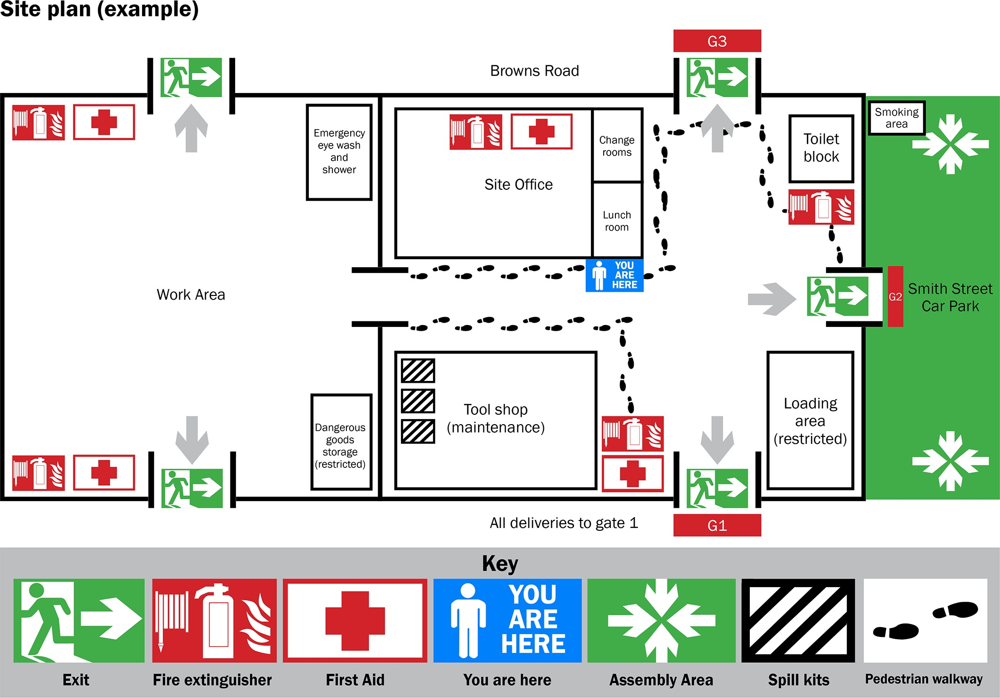 Site plan (example)
G3
Browns Road
Smoking
area
Emergency
eye wash
and
shower
Change
rooms
Toilet
block
Site Office
Lunch
room
YOU
ARE
HERE
Work Area
G2
Smith Street
Car Park
Tool shop
(maintenance)
Loading
area
(restricted)
Dangerous
goods
storage
(restricted)
All deliveries to gate 1
G1
Key
YOU
ARE
HERE
Exit
Fire extinguisher
First Aid
You are here
Assembly Area
Spill kits
Pedestrian walkway